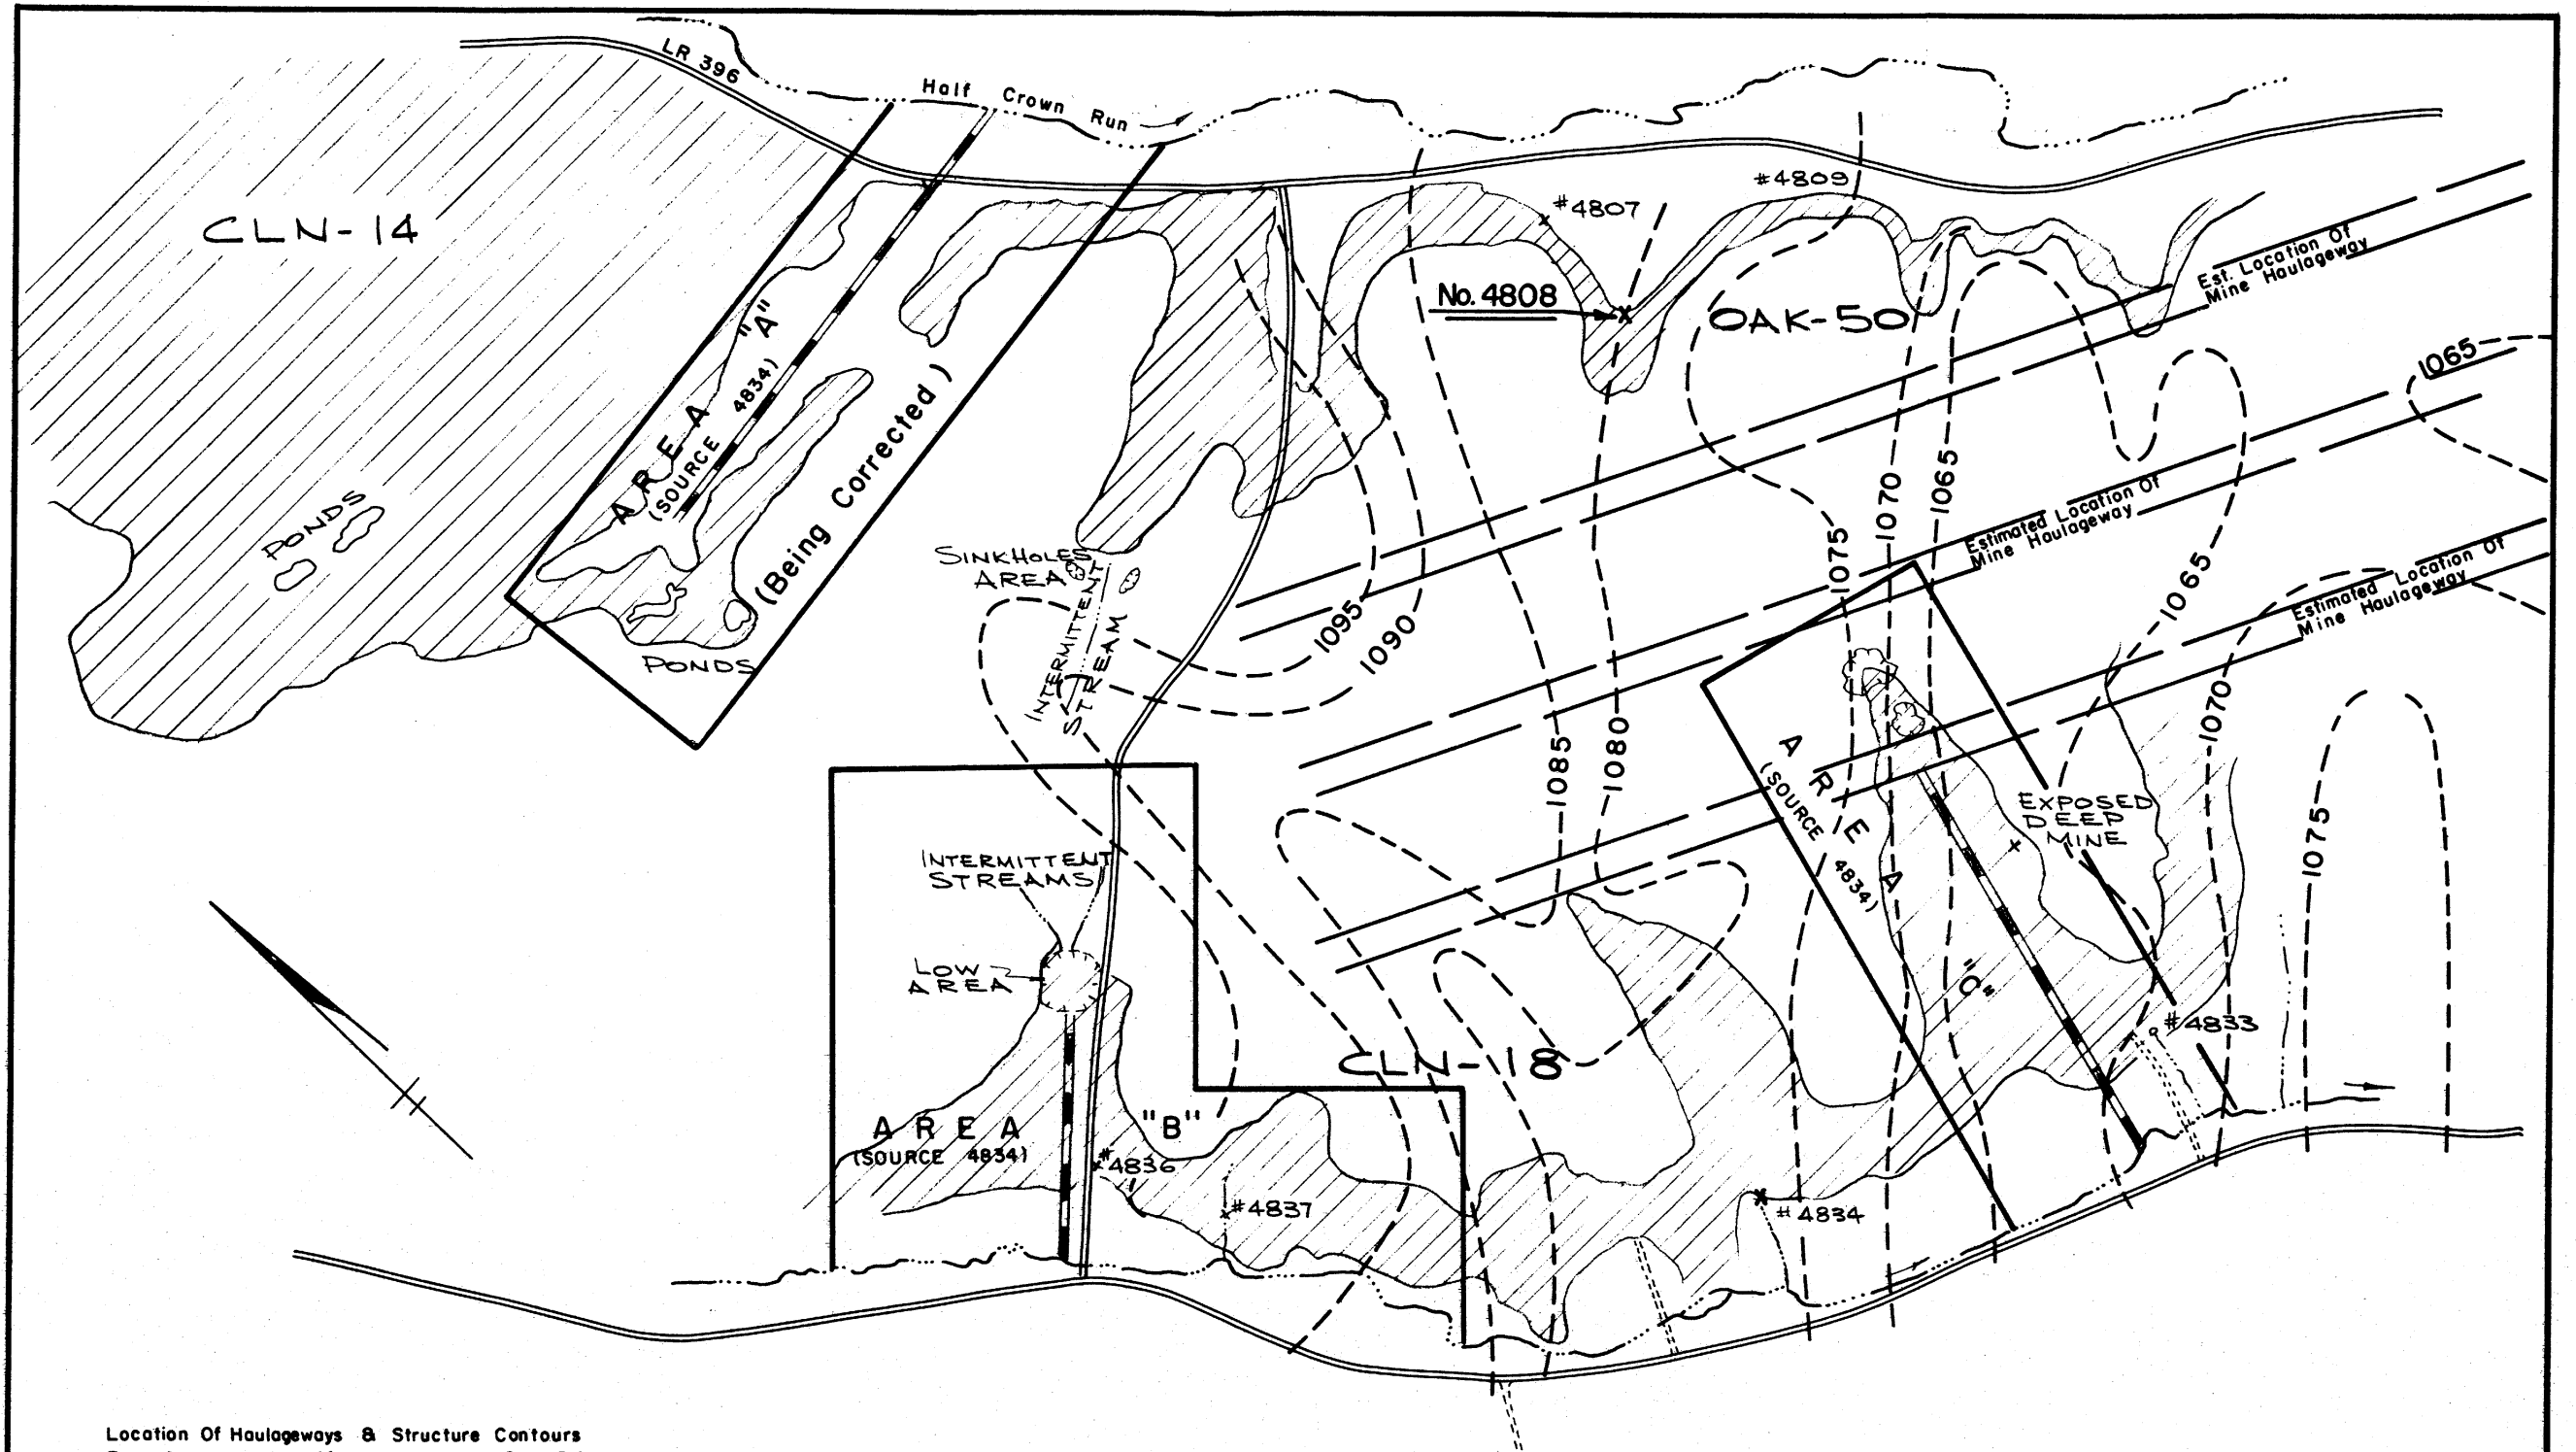 LR 396
Half Crown Run
CLN-14
#4807
#4809
No. 4808
OAK-50
Est. Location Of
Mine Haulageway
1065
AREA "A"
(SOURCE 4834)
(Being Corrected)
PONDS
PONDS
SINKHOLES
AREA
INTERMITTENT
STREAM
1095
1090
1085
1080
1075
1070
1065
Estimated Location Of
Mine Haulageway
1065
Estimated Location Of
Mine Haulageway
1070
1075
AREA "C"
(SOURCE 4834)
EXPOSED
DEEP
MINE
INTERMITTENT
STREAMS
LOW
AREA
CLN-18
#4833
AREA "B"
(SOURCE 4834)
#4836
#4837
#4834
Location Of Haulageways & Structure Contours